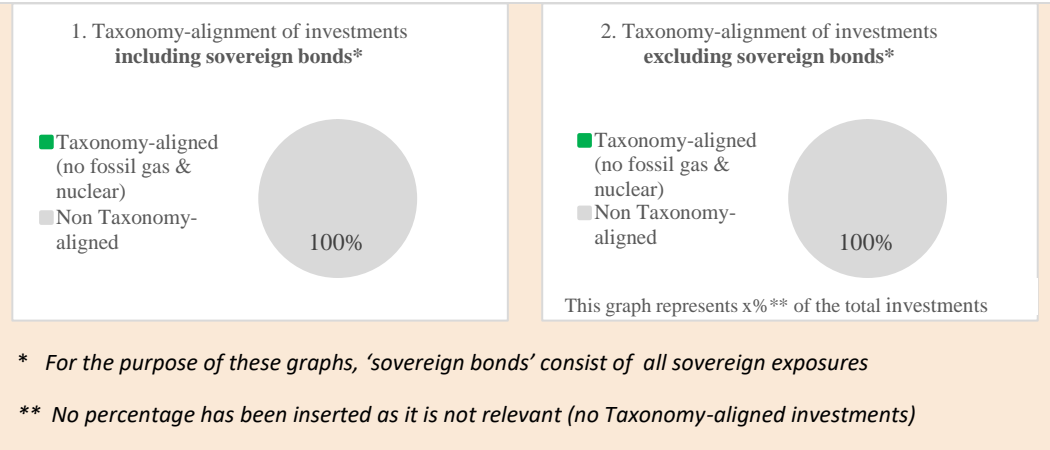 1. Taxonomy-alignment of investments
including sovereign bonds*
Taxonomy-aligned
(no fossil gas &
nuclear)
Non Taxonomy-
aligned
100%
2. Taxonomy-alignment of investments
excluding sovereign bonds*
Taxonomy-aligned
(no fossil gas &
nuclear)
Non Taxonomy-
aligned
100%
This graph represents x%** of the total investments
* For the purpose of these graphs, ‘sovereign bonds’ consist of all sovereign exposures
** No percentage has been inserted as it is not relevant (no Taxonomy-aligned investments)